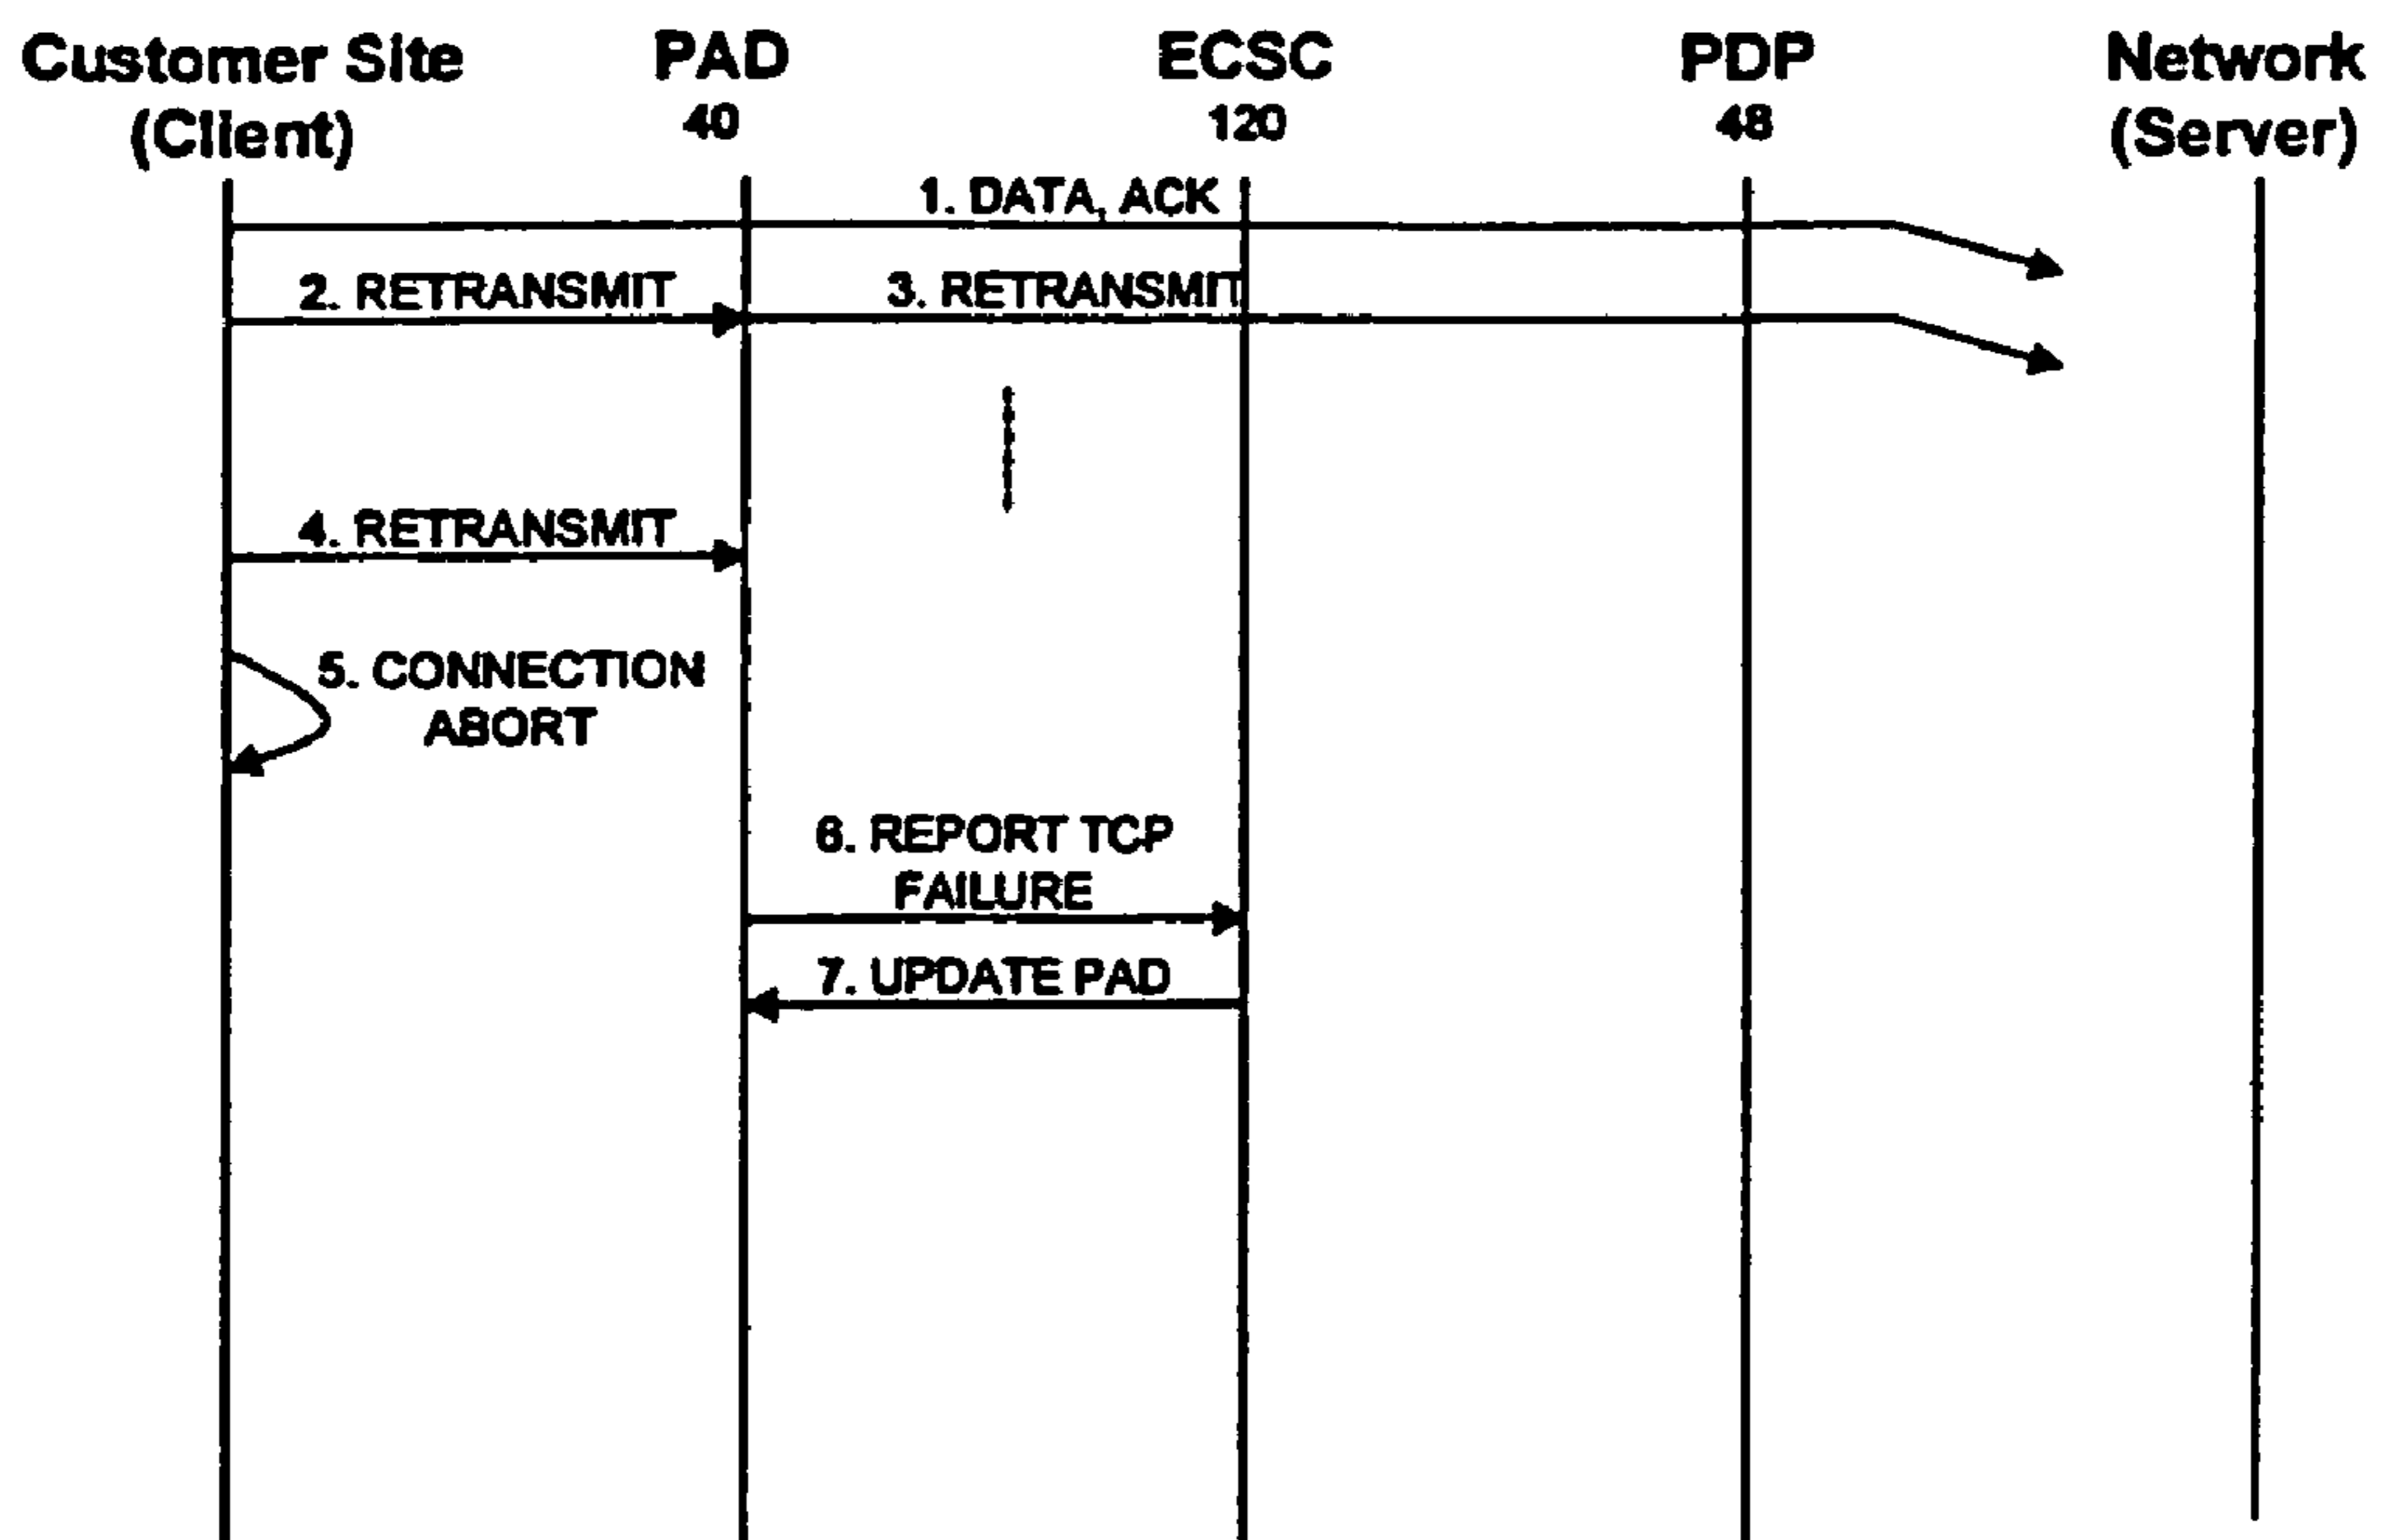 Customer Site PAD ECSC PDP Network
(Client) 40 120 48 (Server)
1. DATA, ACK
2. RETRANSMIT 3. RETRANSMIT
4. RETRANSMIT
5. CONNECTION
ABORT
6. REPORT TCP
FAILURE
7. UPDATE PAD